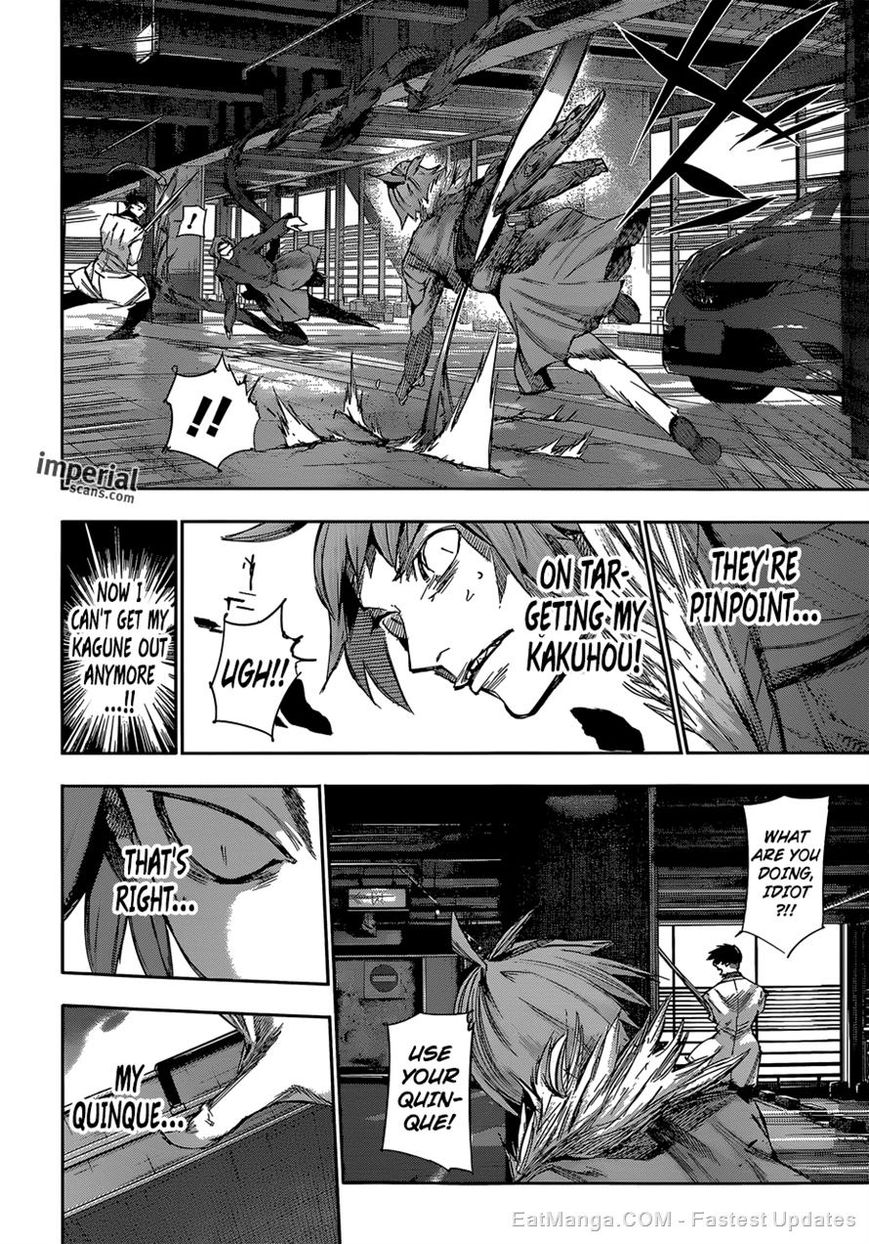 !
!!
imperial
scans.com
THEY'RE
PINPOINT...
ON TAR-
GETING MY
KAKUHOU!
UGH!!
NOW I
CAN'T GET MY
KAGUNE OUT
ANYMORE
...!!
WHAT
ARE YOU
DOING,
IDIOT
?!!
USE
YOUR
QUIN-
QUE!
THAT'S
RIGHT...
MY
QUINQUE...
EatManga.COM - Fastest Updates